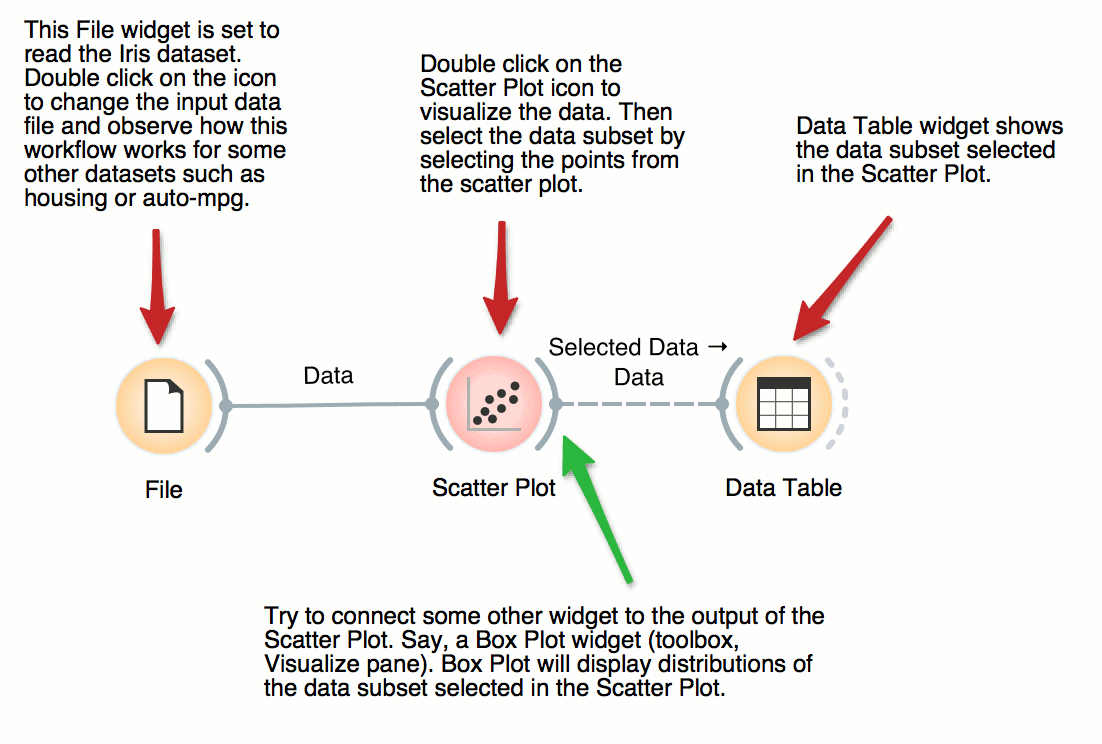 This File widget is set to
read the Iris dataset.
Double click on the icon
to change the input data
file and observe how this
workflow works for some
other datasets such as
housing or auto-mpg.
Double click on the
Scatter Plot icon to
visualize the data. Then
select the data subset by
selecting the points from
the scatter plot.
Data Table widget shows
the data subset selected
in the Scatter Plot.
Data
Selected Data →
Data
File
Scatter Plot
Data Table
Try to connect some other widget to the output of the
Scatter Plot. Say, a Box Plot widget (toolbox,
Visualize pane). Box Plot will display distributions of
the data subset selected in the Scatter Plot.